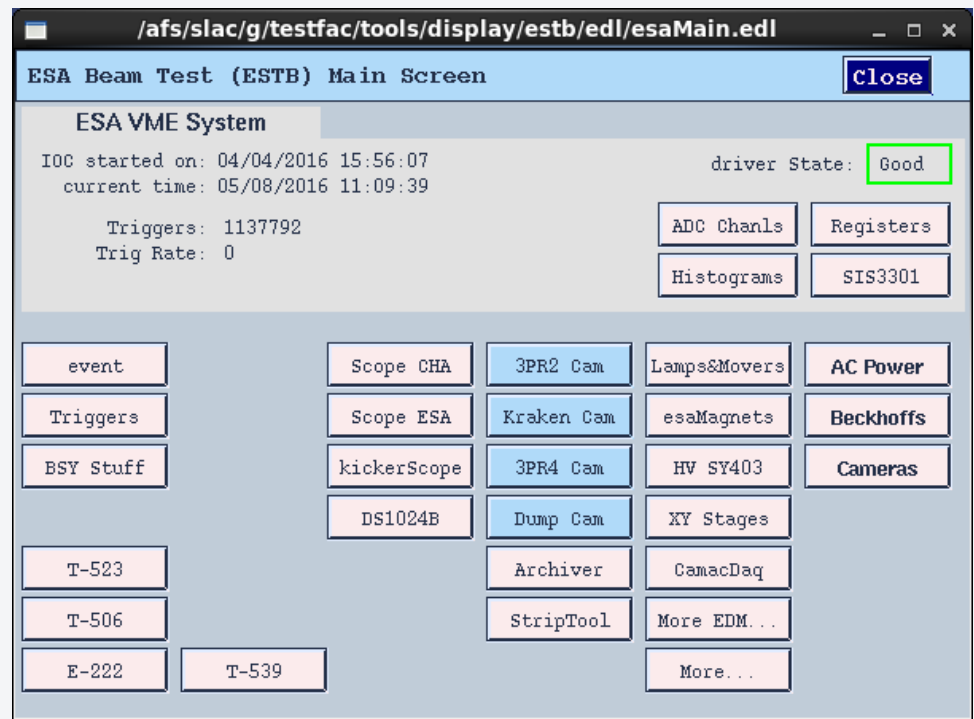 /afs/slac/g/testfac/tools/display/estb/edl/esaMain.edl
ESA Beam Test (ESTB) Main Screen Close
ESA VME System
IOC started on: 04/04/2016 15:56:07 driver State: Good
current time: 05/08/2016 11:09:39
Triggers: 1137792 ADC Chanls Registers
Trig Rate: 0
Histograms SIS3301
event Scope CHA 3PR2 Cam Lamps&Movers AC Power
Triggers Scope ESA Kraken Cam esaMagnets Beckhoffs
BSY Stuff kickerScope 3PR4 Cam HV SY403 Cameras
DS1024B Dump Cam XY Stages
T-523 Archiver CamacDaq
T-506 StripTool More EDM...
E-222 T-539 More...